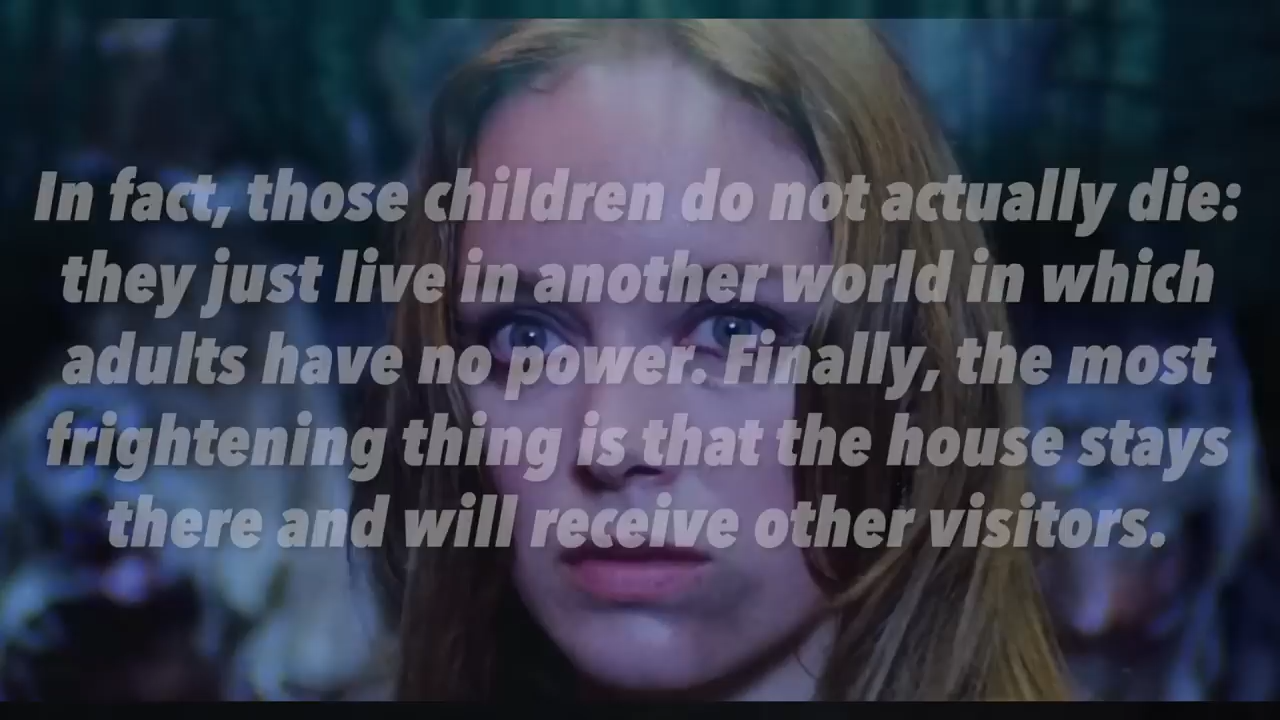 In fact, those children do not actually die:
they just live in another world in which
adults have no power. Finally, the most
frightening thing is that the house stays
there and will receive other visitors.